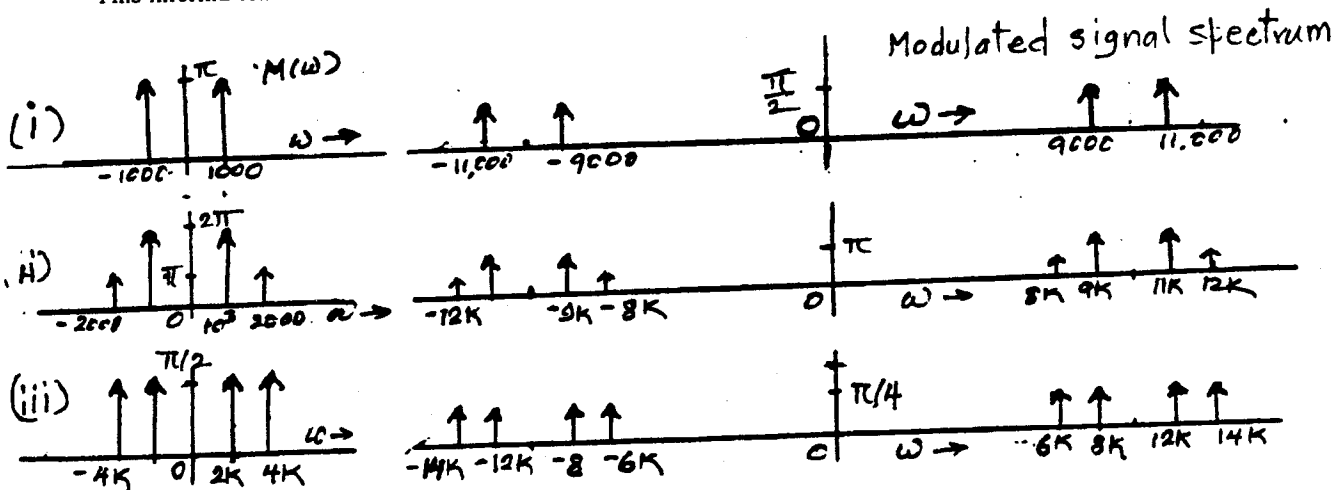 Modulated signal spectrum
(i) π M(ω) π/2
ω → 0 ω →
-1000 1000 -11,000 -9000 9000 11,000
ii) 2π π π
-2000 0 10³ 2000 ω → -12K -9K -8K 0 ω → 8K 9K 11K 12K
(iii) π/2 π/4
-4K 0 2K 4K ω → -14K -12K -8 -6K 0 ω → 6K 8K 12K 14K